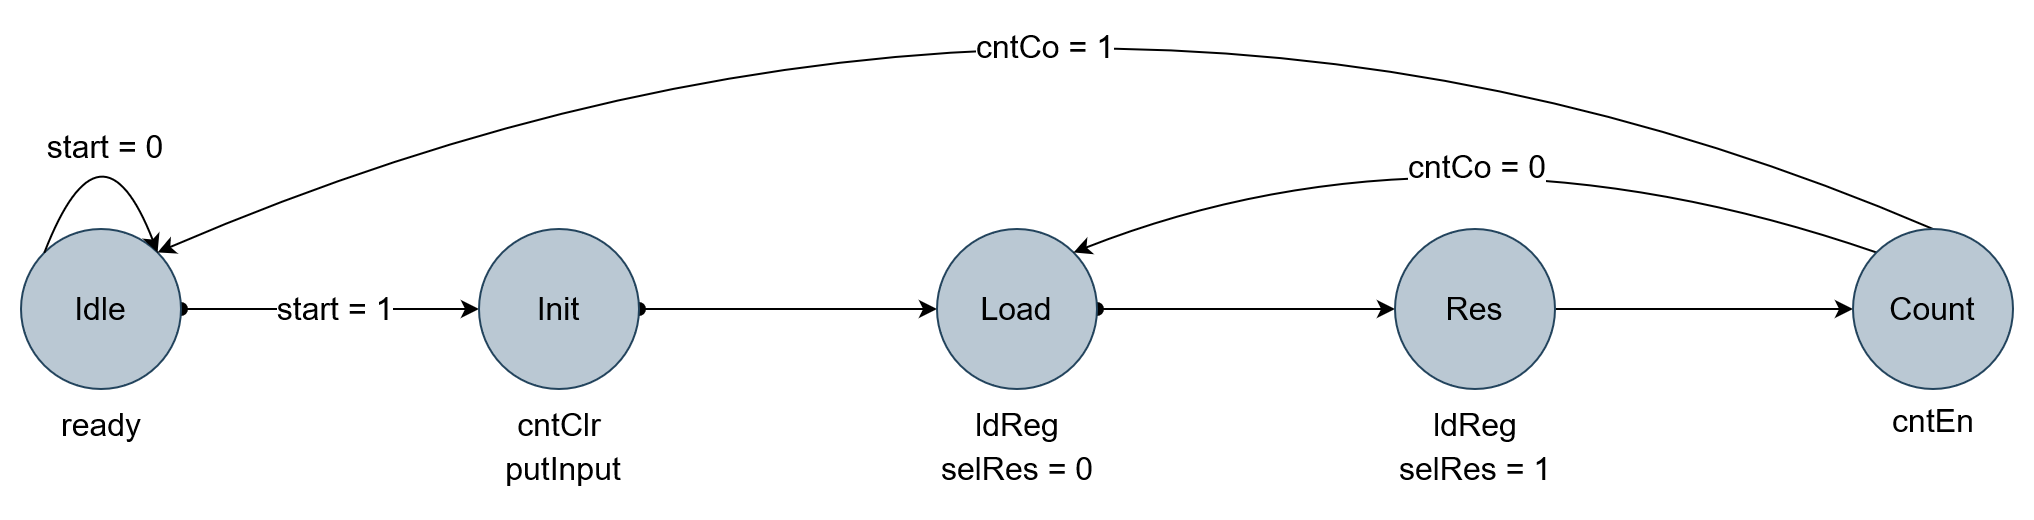 cntCo = 1
start = 0
cntCo = 0
Idle
start = 1
Init
Load
Res
Count
ready
cntClr
putInput
ldReg
selRes = 0
ldReg
selRes = 1
cntEn